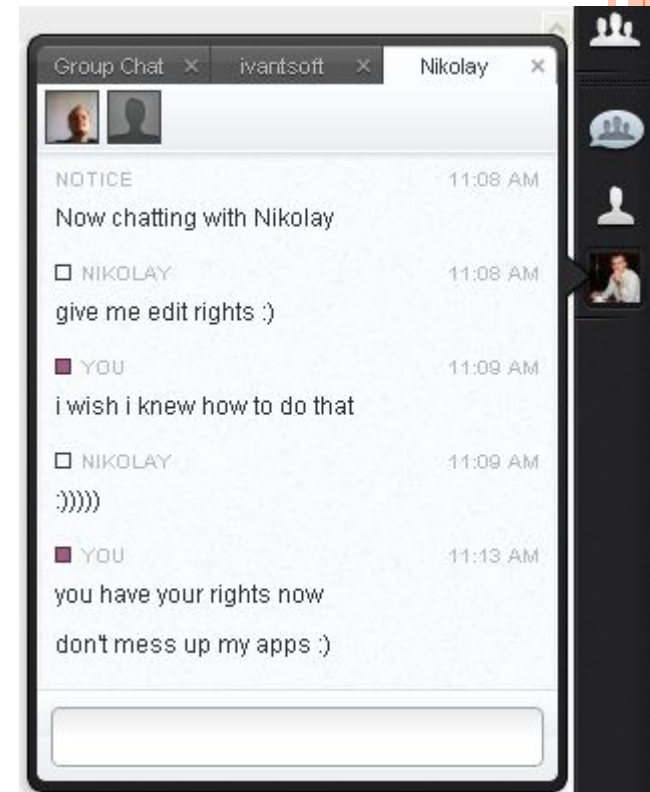 Group Chat × ivantsoft × Nikolay ×
NOTICE 11:08 AM
Now chatting with Nikolay
NIKOLAY 11:08 AM
give me edit rights :)
YOU 11:09 AM
i wish i knew how to do that
NIKOLAY 11:09 AM
:)))))
YOU 11:13 AM
you have your rights now
don't mess up my apps :)